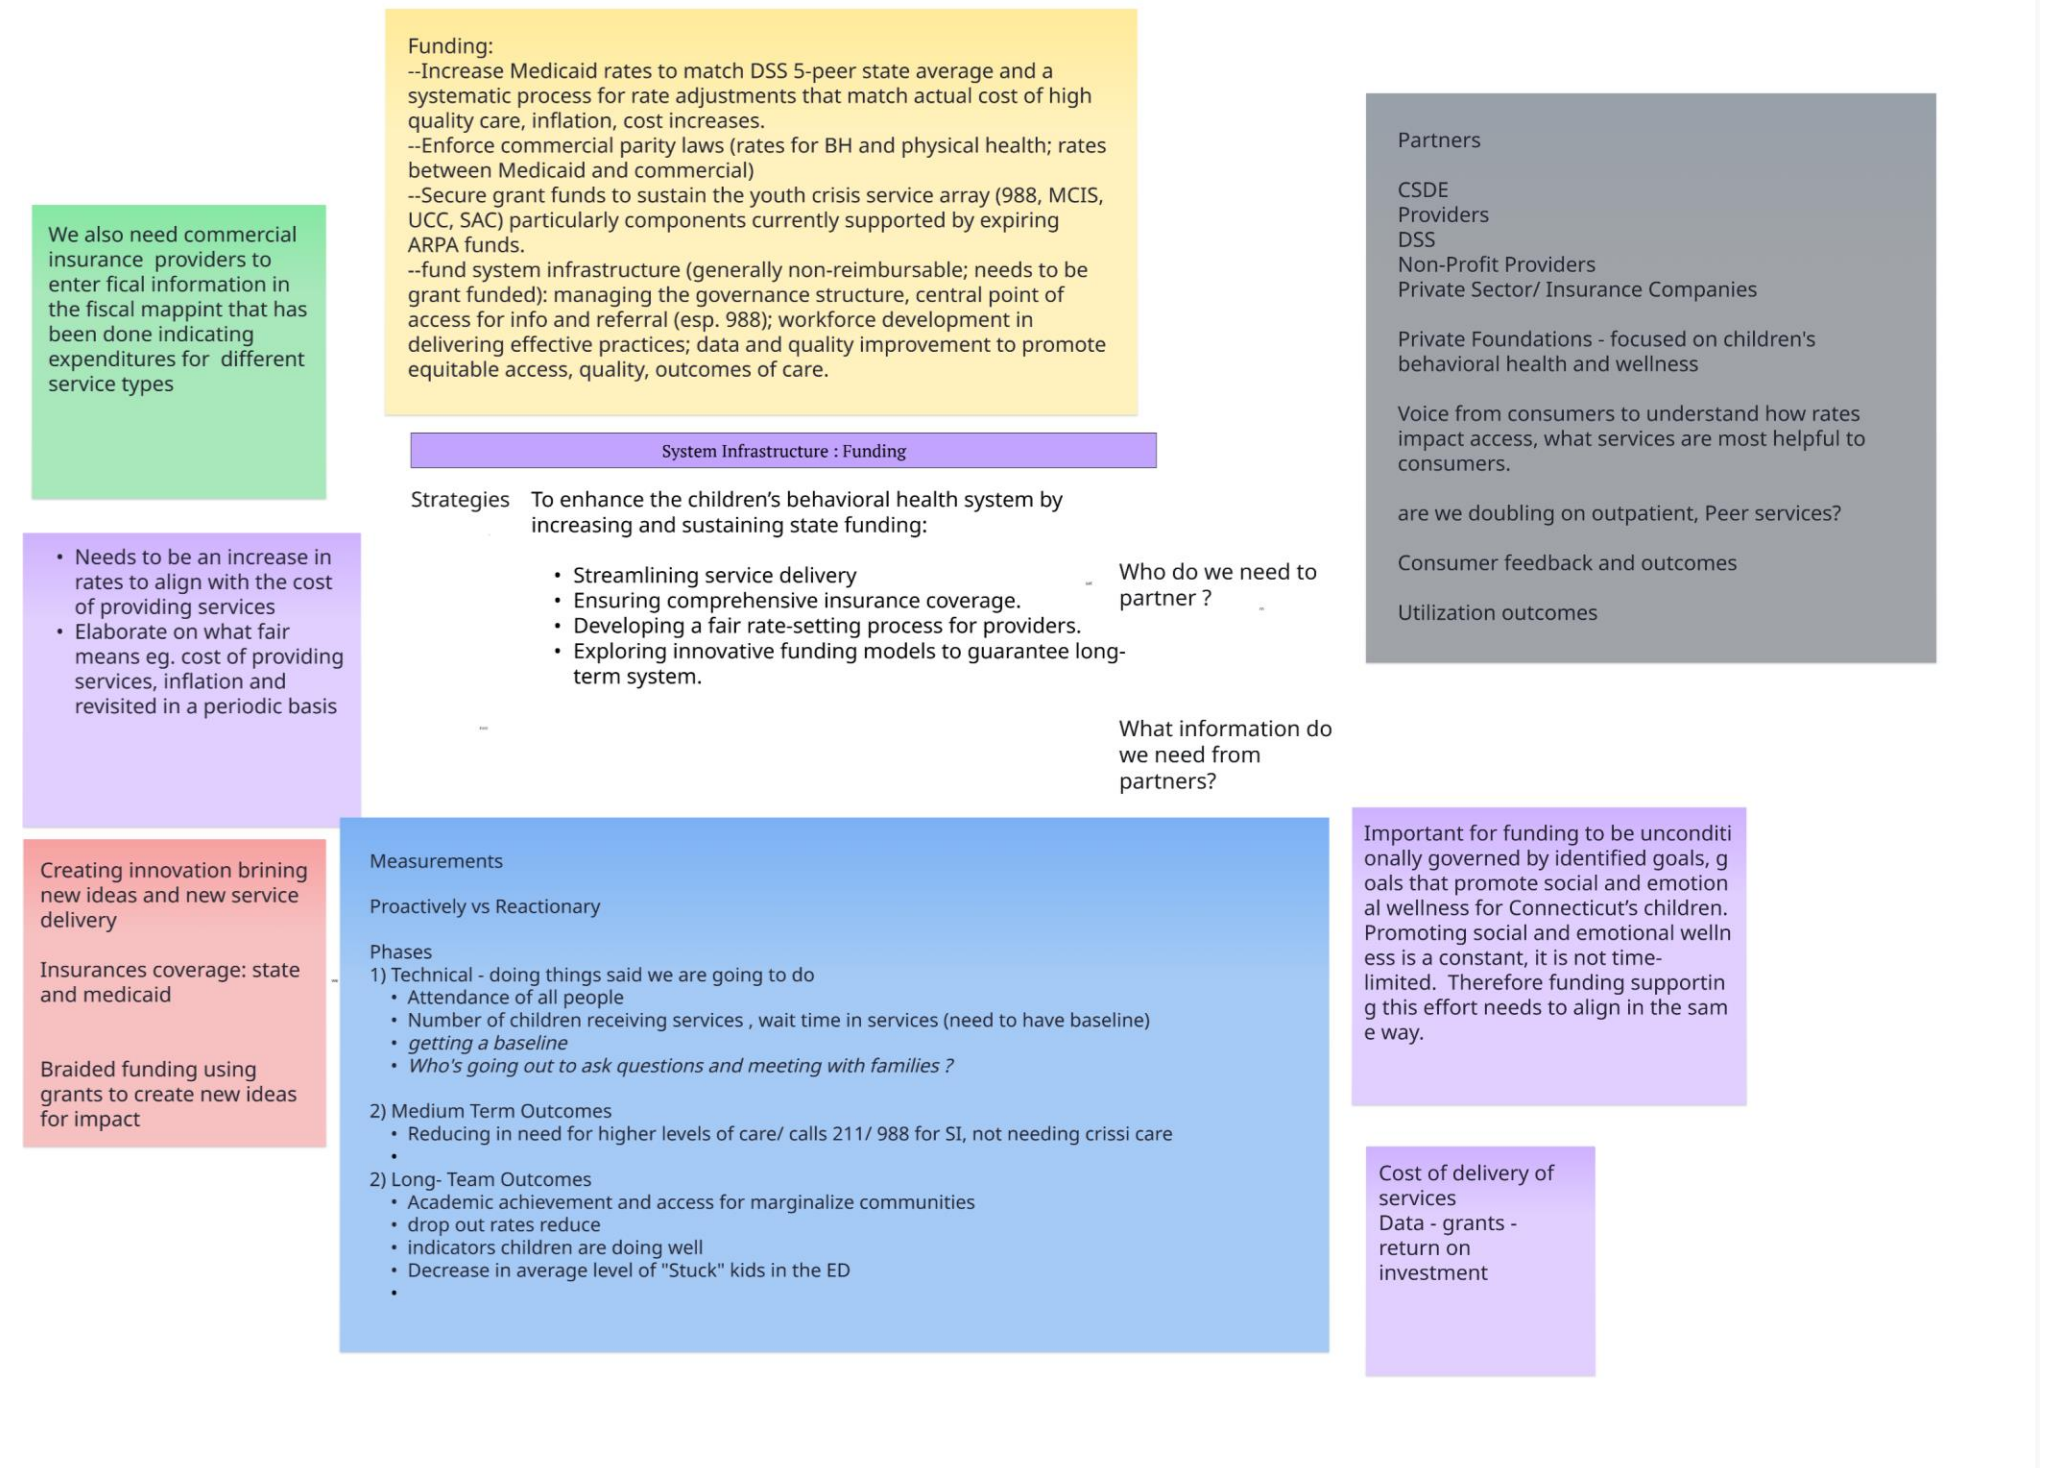 Funding:
--Increase Medicaid rates to match DSS 5-peer state average and a
systematic process for rate adjustments that match actual cost of high
quality care, inflation, cost increases.
--Enforce commercial parity laws (rates for BH and physical health; rates
between Medicaid and commercial)
--Secure grant funds to sustain the youth crisis service array (988, MCIS,
UCC, SAC) particularly components currently supported by expiring
ARPA funds.
--fund system infrastructure (generally non-reimbursable; needs to be
grant funded): managing the governance structure, central point of
access for info and referral (esp. 988); workforce development in
delivering effective practices; data and quality improvement to promote
equitable access, quality, outcomes of care.
Partners
CSDE
Providers
DSS
Non-Profit Providers
Private Sector/ Insurance Companies
Private Foundations - focused on children's
behavioral health and wellness
Voice from consumers to understand how rates
impact access, what services are most helpful to
consumers.
are we doubling on outpatient, Peer services?
Consumer feedback and outcomes
Utilization outcomes
We also need commercial
insurance  providers to
enter fical information in
the fiscal mappint that has
been done indicating
expenditures for  different
service types
System Infrastructure : Funding
Strategies
To enhance the children’s behavioral health system by
increasing and sustaining state funding:
• Streamlining service delivery
• Ensuring comprehensive insurance coverage.
• Developing a fair rate-setting process for providers.
• Exploring innovative funding models to guarantee long-
term system.
Who do we need to
partner ?
What information do
we need from
partners?
• Needs to be an increase in
rates to align with the cost
of providing services
• Elaborate on what fair
means eg. cost of providing
services, inflation and
revisited in a periodic basis
Creating innovation brining
new ideas and new service
delivery
Insurances coverage: state
and medicaid
Braided funding using
grants to create new ideas
for impact
Measurements
Proactively vs Reactionary
Phases
1) Technical - doing things said we are going to do
• Attendance of all people
• Number of children receiving services , wait time in services (need to have baseline)
• getting a baseline
• Who's going out to ask questions and meeting with families ?
2) Medium Term Outcomes
• Reducing in need for higher levels of care/ calls 211/ 988 for SI, not needing crissi care
•
2) Long- Team Outcomes
• Academic achievement and access for marginalize communities
• drop out rates reduce
• indicators children are doing well
• Decrease in average level of "Stuck" kids in the ED
•
Important for funding to be unconditi
onally governed by identified goals, g
oals that promote social and emotion
al wellness for Connecticut’s children.
Promoting social and emotional welln
ess is a constant, it is not time-
limited.  Therefore funding supportin
g this effort needs to align in the sam
e way.
Cost of delivery of
services
Data - grants -
return on
investment